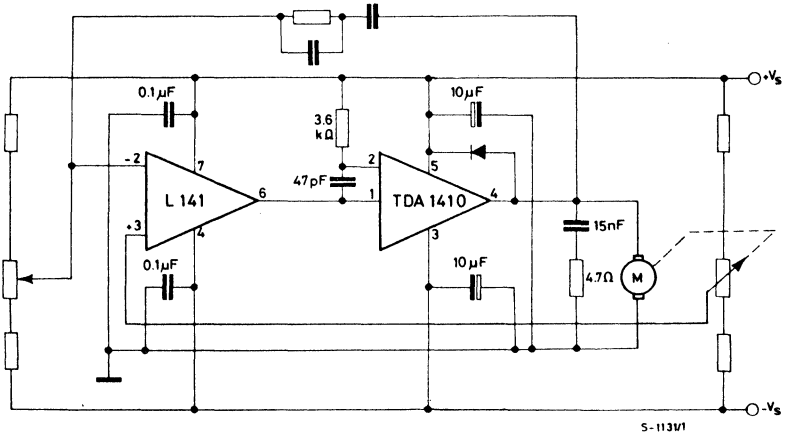 +Vs
0.1µF
10µF
3.6
kΩ
-2
7
2
5
L 141
6
47pF
1
TDA 1410
4
+3
4
3
15nF
0.1µF
10µF
4.7Ω
M
-Vs
S-1131/1